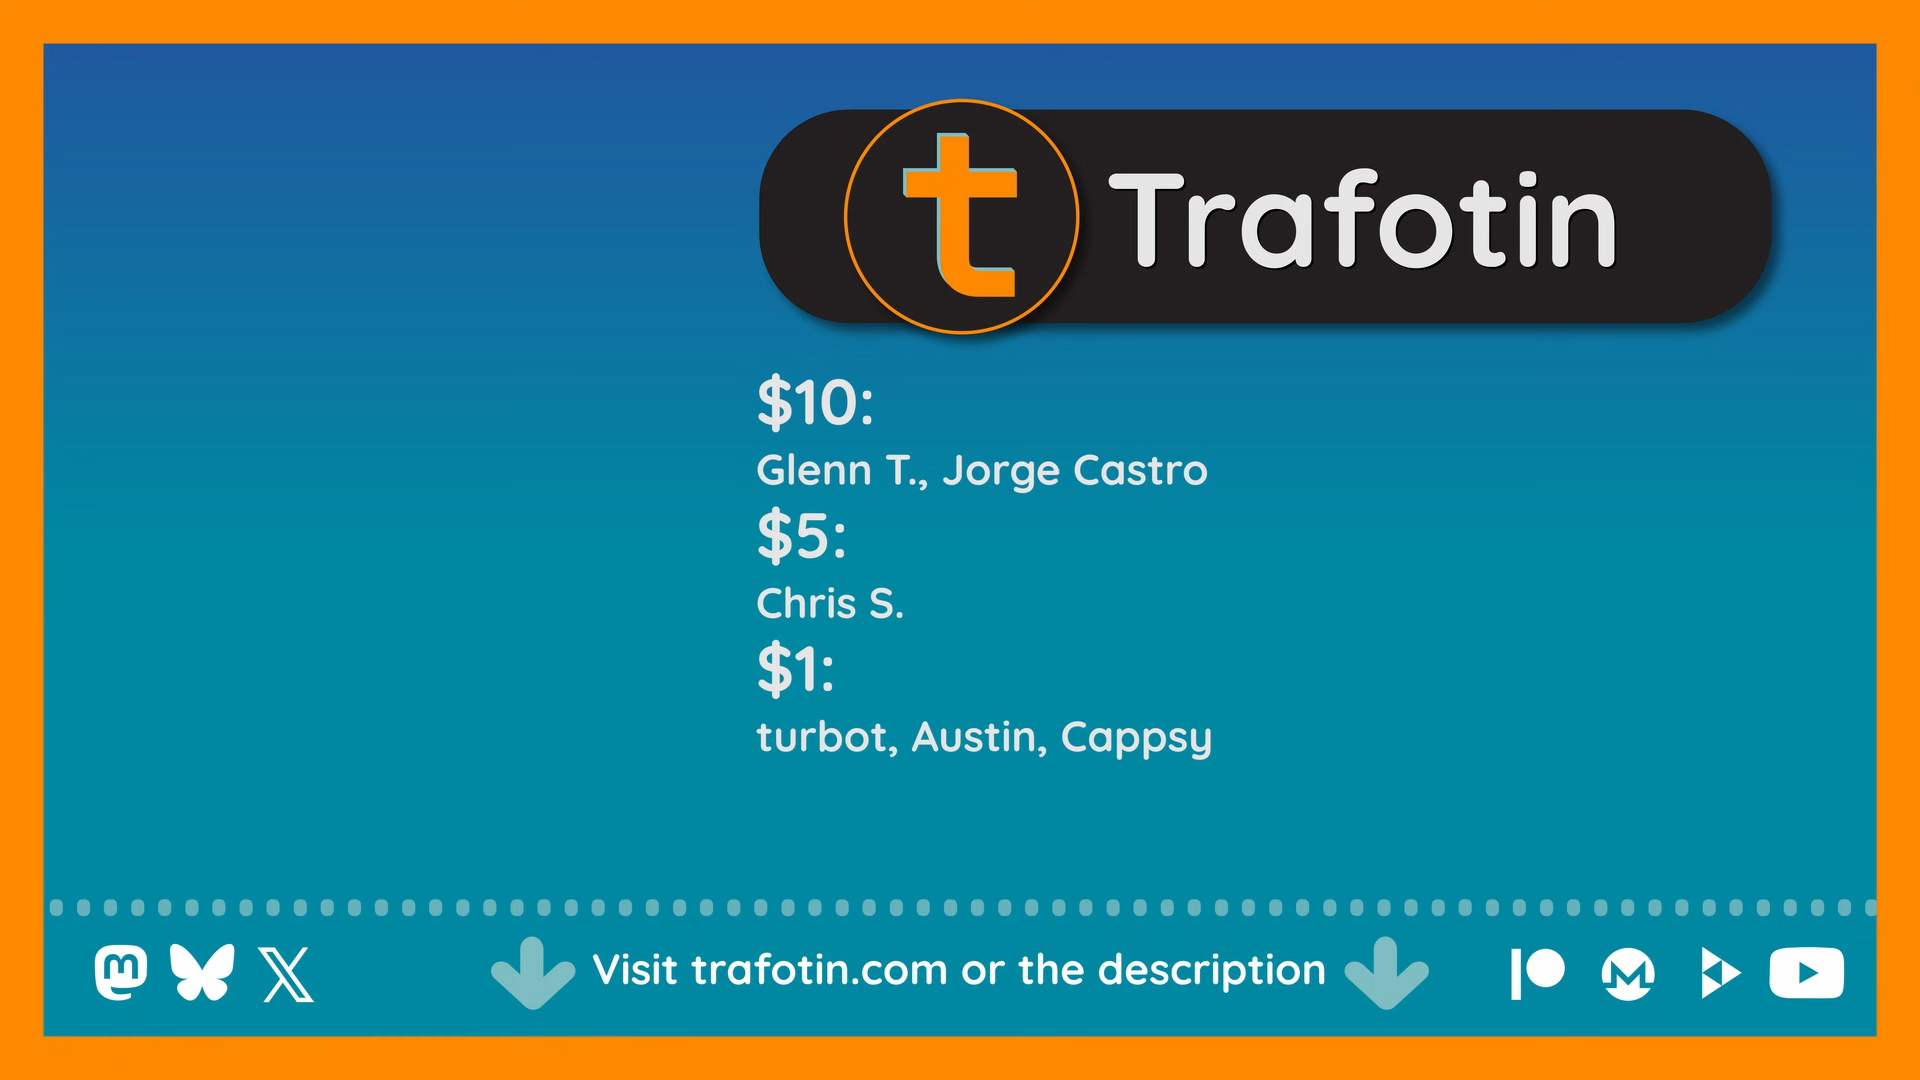 t Trafotin
$10:
Glenn T., Jorge Castro
$5:
Chris S.
$1:
turbot, Austin, Cappsy
Visit trafotin.com or the description